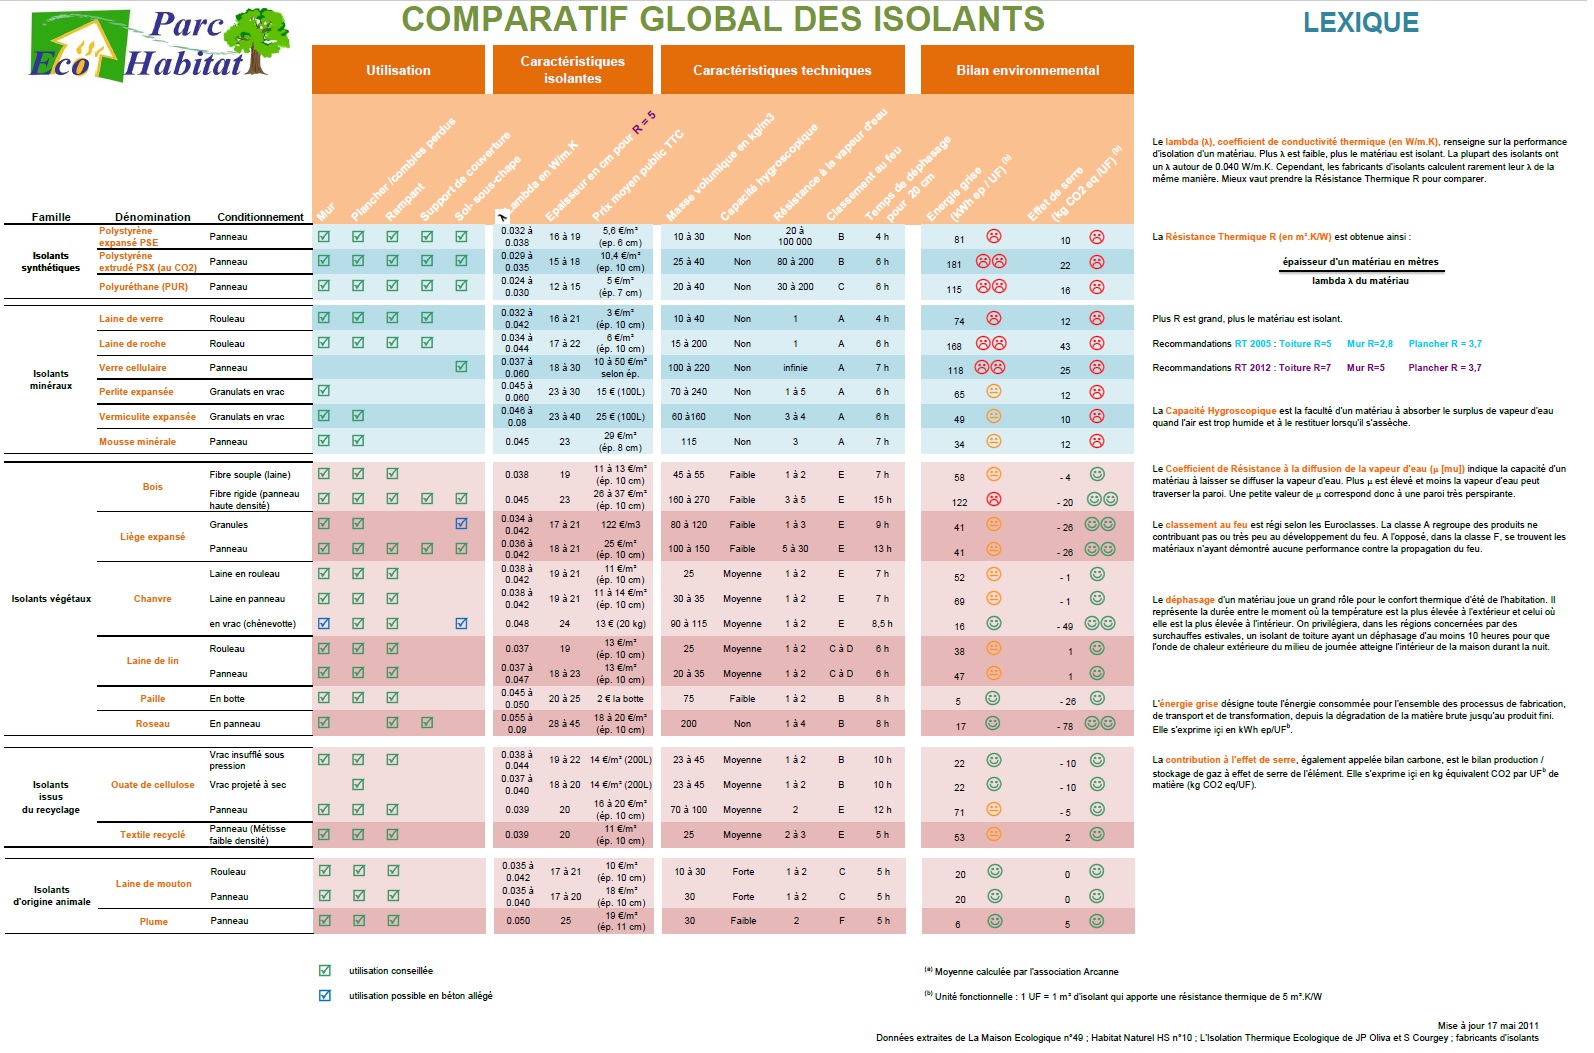 Parc
Eco Habitat
COMPARATIF GLOBAL DES ISOLANTS
LEXIQUE
Utilisation
Caractéristiques
isolantes
Caractéristiques techniques
Bilan environnemental
Famille Dénomination Conditionnement
Mur
Plancher /combles perdus
Rampant
Support de couverture
Sol- sous-chape
λ Lambda en W/m.K
Epaisseur en cm pour R = 5
Prix moyen public TTC
Masse volumique en kg/m3
Capacité hygroscopique
Résistance à la vapeur d'eau
Classement au feu
Temps de déphasage
pour 20 cm
Energie grise
(kWh ep / UF) (a)
Effet de serre
(kg CO2 eq /UF) (b)
Isolants
synthétiques
Polystyrène
expansé PSE Panneau 0.032 à
0.038 16 à 19 5,6 €/m²
(ep. 6 cm) 10 à 30 Non 20 à
100 000 B 4 h 81 10
Polystyrène
extrudé PSX (au CO2) Panneau 0.029 à
0.035 15 à 18 10,4 €/m²
(ep. 10 cm) 25 à 40 Non 80 à 200 B 6 h 181 22
Polyuréthane (PUR) Panneau 0.024 à
0.030 12 à 15 5 €/m²
(ép. 7 cm) 20 à 40 Non 30 à 200 C 6 h 115 16
Isolants
minéraux
Laine de verre Rouleau 0.032 à
0.042 16 à 21 3 €/m²
(ép. 10 cm) 10 à 40 Non 1 A 4 h 74 12
Laine de roche Rouleau 0.034 à
0.044 17 à 22 6 €/m²
(ép. 10 cm) 15 à 200 Non 1 A 6 h 168 43
Verre cellulaire Panneau 0.037 à
0.060 18 à 30 10 à 50 €/m²
selon ép. 100 à 220 Non infinie A 7 h 118 25
Perlite expansée Granulats en vrac 0.045 à
0.060 23 à 30 15 € (100L) 70 à 240 Non 1 à 5 A 6 h 65 12
Vermiculite expansée Granulats en vrac 0.046 à
0.08 23 à 40 25 € (100L) 60 à160 Non 3 à 4 A 6 h 49 10
Mousse minérale Panneau 0.045 23 29 €/m²
(ép. 8 cm) 115 Non 3 A 7 h 34 12
Isolants végétaux
Bois
Fibre souple (laine) 0.038 19 11 à 13 €/m²
(ép. 10 cm) 45 à 55 Faible 1 à 2 E 7 h 58 - 4
Fibre rigide (panneau
haute densité) 0.045 23 26 à 37 €/m²
(ép. 10 cm) 160 à 270 Faible 3 à 5 E 15 h 122 - 20
Liège expansé
Granules 0.034 à
0.042 17 à 21 122 €/m3 80 à 120 Faible 1 à 3 E 9 h 41 - 26
Panneau 0.036 à
0.042 18 à 21 25 €/m²
(ép. 10 cm) 100 à 150 Faible 5 à 30 E 13 h 41 - 26
Chanvre
Laine en rouleau 0.038 à
0.042 19 à 21 11 €/m²
(ép. 10 cm) 25 Moyenne 1 à 2 E 7 h 52 - 1
Laine en panneau 0.038 à
0.042 19 à 21 11 à 14 €/m²
(ép. 10 cm) 30 à 35 Moyenne 1 à 2 E 7 h 69 - 1
en vrac (chènevotte) 0.048 24 13 € (20 kg) 90 à 115 Moyenne 1 à 2 E 8,5 h 16 - 49
Laine de lin
Rouleau 0.037 19 13 €/m²
(ép. 10 cm) 25 Moyenne 1 à 2 C à D 6 h 38 1
Panneau 0.037 à
0.047 18 à 23 13 €/m²
(ép. 10 cm) 20 à 35 Moyenne 1 à 2 C à D 6 h 47 1
Paille En botte 0.045 à
0.050 20 à 25 2 € la botte 75 Faible 1 à 2 B 8 h 5 - 26
Roseau En panneau 0.055 à
0.09 28 à 45 18 à 20 €/m²
(ép. 10 cm) 200 Non 1 à 4 B 8 h 17 - 78
Isolants
issus
du recyclage
Ouate de cellulose
Vrac insufflé sous
pression 0.038 à
0.044 19 à 22 14 €/m² (200L) 23 à 45 Moyenne 1 à 2 B 10 h 22 - 10
Vrac projeté à sec 0.037 à
0.040 18 à 20 14 €/m² (200L) 23 à 45 Moyenne 1 à 2 B 10 h 22 - 10
Panneau 0.039 20 16 à 20 €/m²
(ép. 10 cm) 70 à 100 Moyenne 2 E 12 h 71 - 5
Textile recyclé Panneau (Métisse
faible densité) 0.039 20 11 €/m²
(ép. 10 cm) 25 Moyenne 2 à 3 E 5 h 53 2
Isolants
d'origine animale
Laine de mouton
Rouleau 0.035 à
0.042 17 à 21 10 €/m²
(ép. 10 cm) 10 à 30 Forte 1 à 2 C 5 h 20 0
Panneau 0.035 à
0.040 17 à 20 18 €/m²
(ép. 10 cm) 30 Forte 1 à 2 C 5 h 20 0
Plume Panneau 0.050 25 19 €/m²
(ép. 11 cm) 30 Faible 2 F 5 h 6 5
utilisation conseillée
utilisation possible en béton allégé
(a) Moyenne calculée par l'association Arcanne
(b) Unité fonctionnelle : 1 UF = 1 m² d'isolant qui apporte une résistance thermique de 5 m².K/W
Le lambda (λ), coefficient de conductivité thermique (en W/m.K), renseigne sur la performance
d'isolation d'un matériau. Plus λ est faible, plus le matériau est isolant. La plupart des isolants ont
un λ autour de 0.040 W/m.K. Cependant, les fabricants d'isolants calculent rarement leur λ de la
même manière. Mieux vaut prendre la Résistance Thermique R pour comparer.
La Résistance Thermique R (en m².K/W) est obtenue ainsi :
épaisseur d'un matériau en mètres
lambda λ du matériau
Plus R est grand, plus le matériau est isolant.
Recommandations RT 2005 : Toiture R=5 Mur R=2,8 Plancher R = 3,7
Recommandations RT 2012 : Toiture R=7 Mur R=5 Plancher R = 3,7
La Capacité Hygroscopique est la faculté d'un matériau à absorber le surplus de vapeur d'eau
quand l'air est trop humide et à le restituer lorsqu'il s'assèche.
Le Coefficient de Résistance à la diffusion de la vapeur d'eau (µ [mu]) indique la capacité d'un
matériau à laisser se diffuser la vapeur d'eau. Plus µ est élevé et moins la vapeur d'eau peut
traverser la paroi. Une petite valeur de µ correspond donc à une paroi très perspirante.
Le classement au feu est régi selon les Euroclasses. La classe A regroupe des produits ne
contribuant pas ou très peu au développement du feu. A l'opposé, dans la classe F, se trouvent les
matériaux n'ayant démontré aucune performance contre la propagation du feu.
Le déphasage d'un matériau joue un grand rôle pour le confort thermique d'été de l'habitation. Il
représente la durée entre le moment où la température est la plus élevée à l'extérieur et celui où
elle est la plus élevée à l'intérieur. On privilégiera, dans les régions concernées par des
surchauffes estivales, un isolant de toiture ayant un déphasage d'au moins 10 heures pour que
l'onde de chaleur extérieure du milieu de journée atteigne l'intérieur de la maison durant la nuit.
L'énergie grise désigne toute l'énergie consommée pour l'ensemble des processus de fabrication,
de transport et de transformation, depuis la dégradation de la matière brute jusqu'au produit fini.
Elle s'exprime içi en kWh ep/UFb.
La contribution à l'effet de serre, également appelée bilan carbone, est le bilan production /
stockage de gaz à effet de serre de l'élément. Elle s'exprime içi en kg équivalent CO2 par UFb de
matière (kg CO2 eq/UF).
Mise à jour 17 mai 2011
Données extraites de La Maison Ecologique n°49 ; Habitat Naturel HS n°10 ; L'Isolation Thermique Ecologique de JP Oliva et S Courgey ; fabricants d'isolants